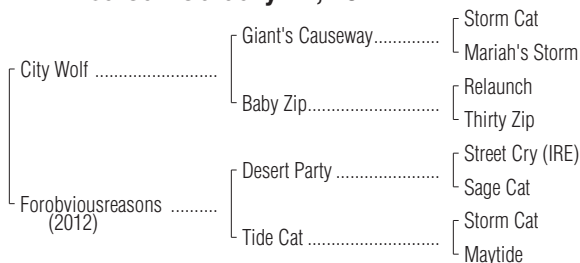 Storm Cat
Giant's Causeway
Mariah's Storm
City Wolf
Relaunch
Baby Zip
Thirty Zip
Street Cry (IRE)
Desert Party
Sage Cat
Forobviousreasons
(2012)
Storm Cat
Tide Cat
Maytide